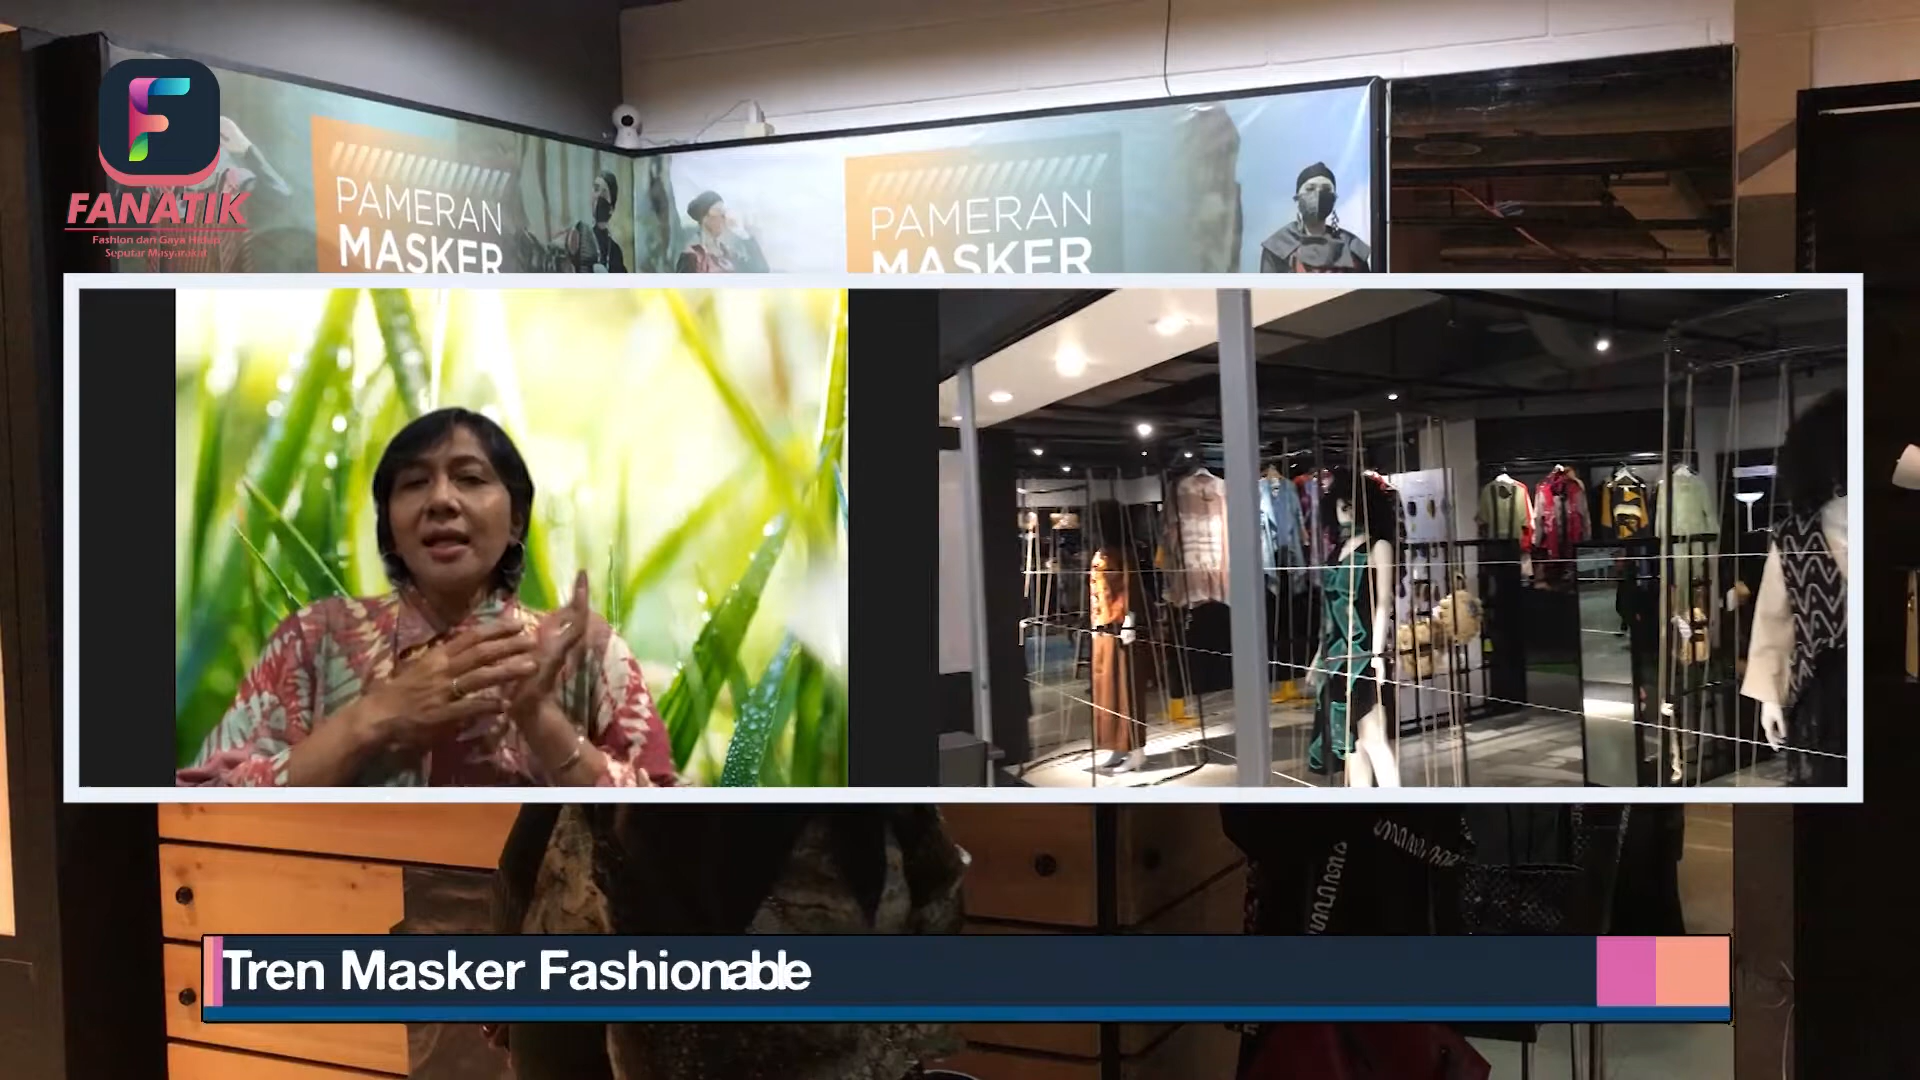 FANATIK
Fashion dan Gaya Hidup
Seputar Masyarakat
PAMERAN
MASKER
PAMERAN
MASKER
Tren Masker Fashionable